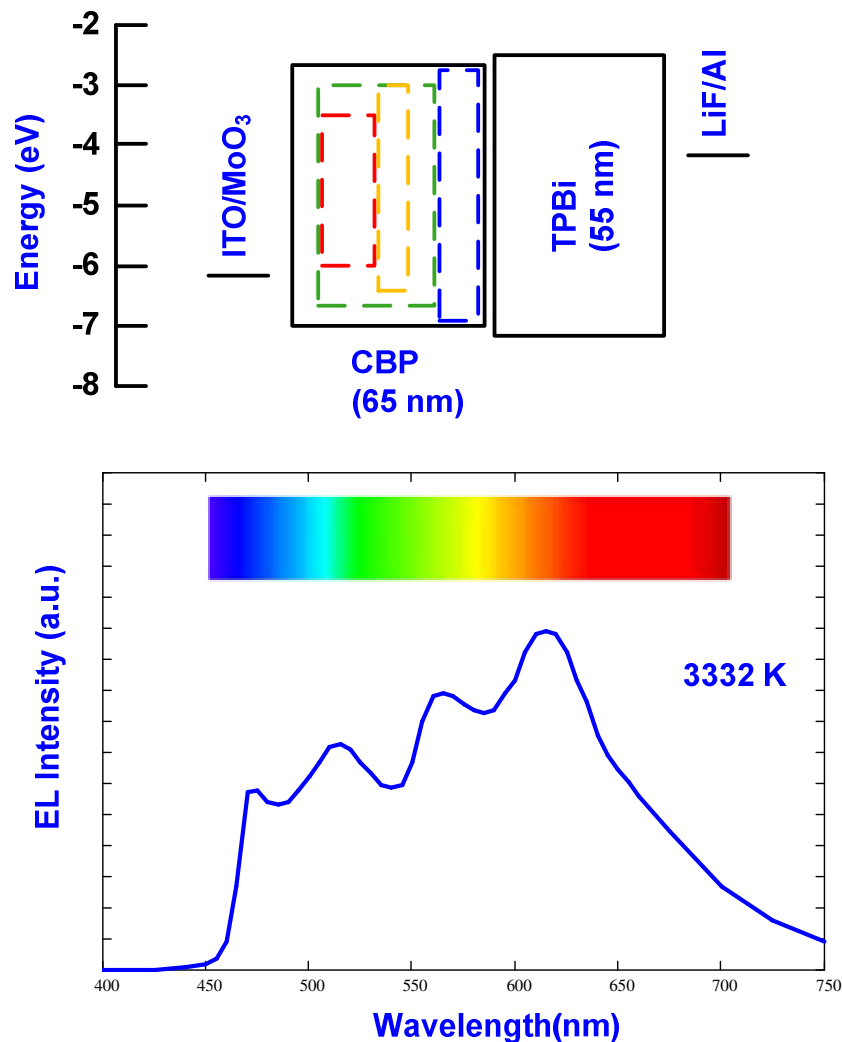 -2
-3
-4
-5
-6
-7
-8
Energy (eV)
ITO/MoO₃
CBP
(65 nm)
TPBi
(55 nm)
LiF/Al
EL Intensity (a.u.)
3332 K
400 450 500 550 600 650 700 750
Wavelength(nm)